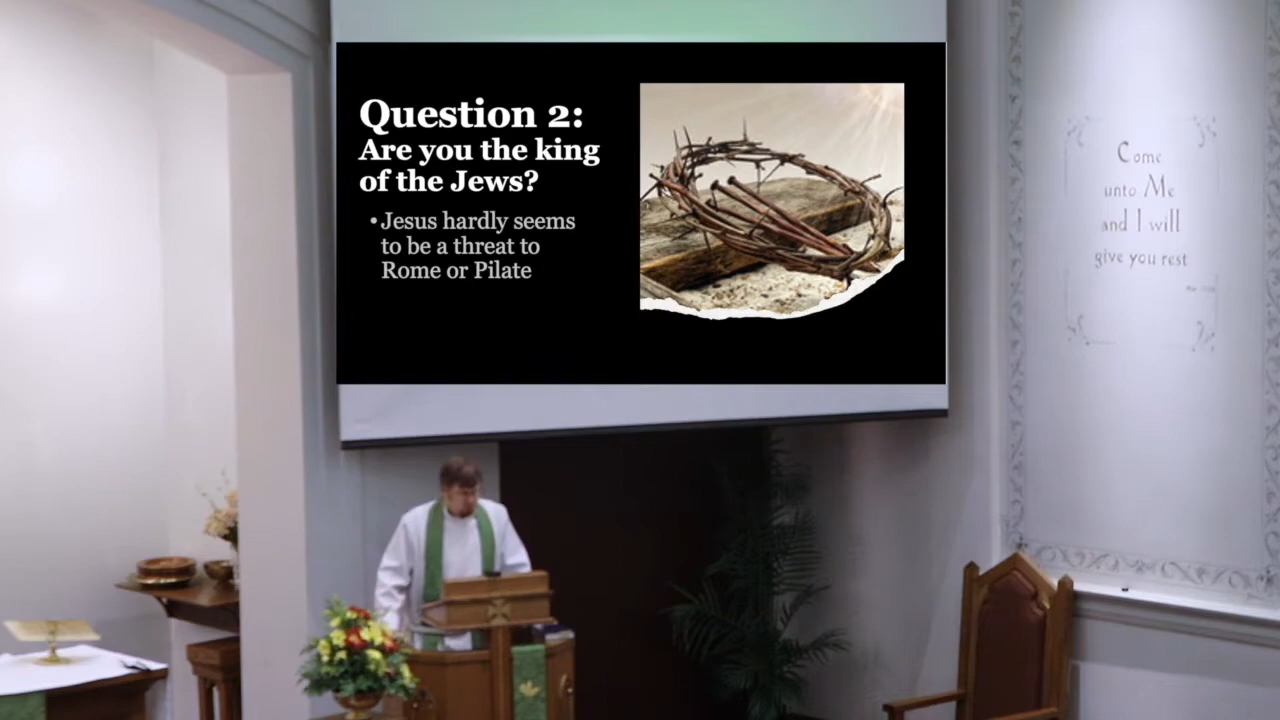 Question 2:
Are you the king
of the Jews?
•Jesus hardly seems
to be a threat to
Rome or Pilate
Come
unto Me
and I will
give you rest